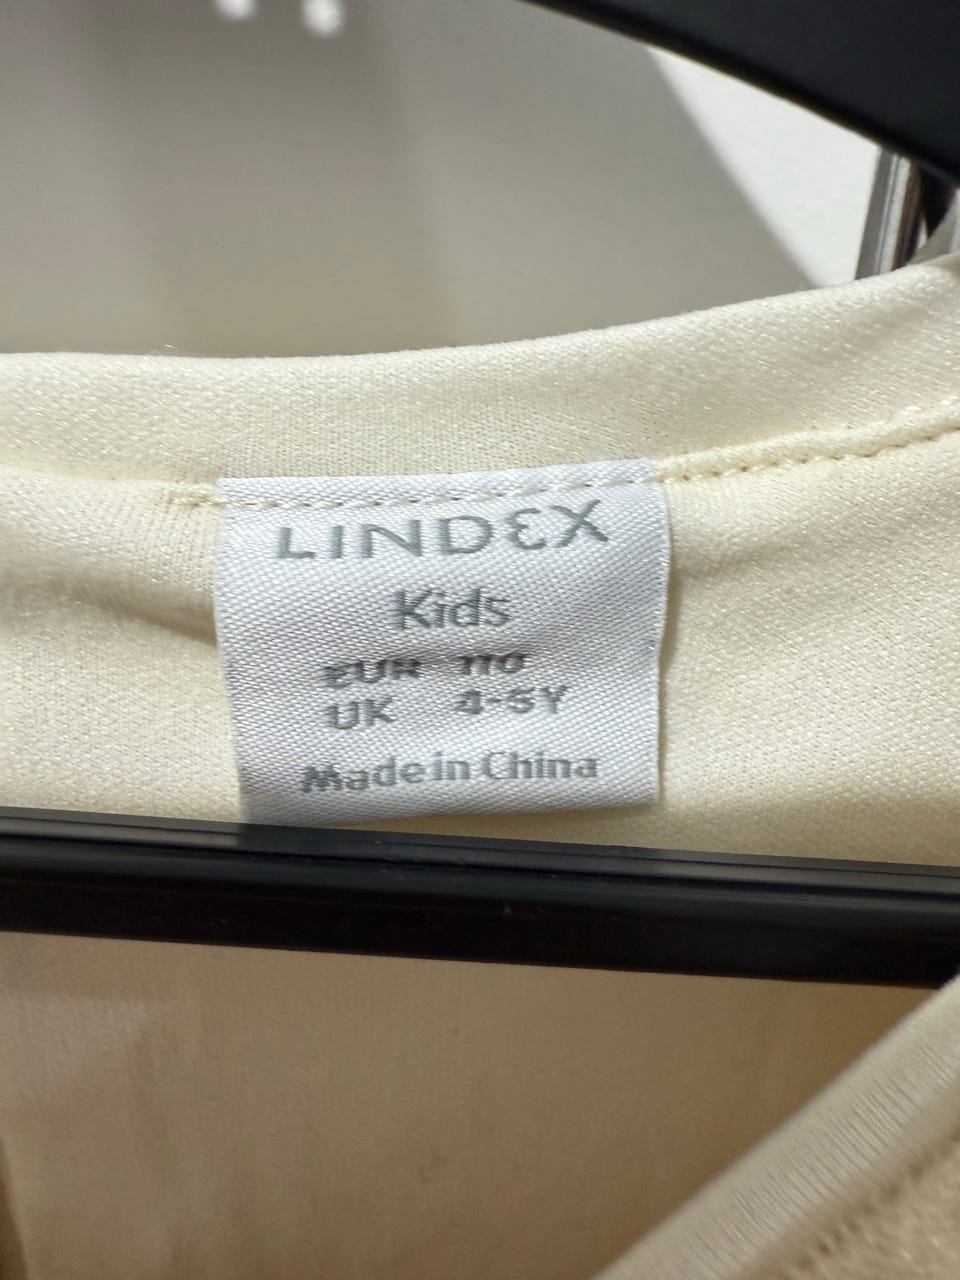 LINDEX
Kids
EUR 110
UK 4-5Y
Made in China